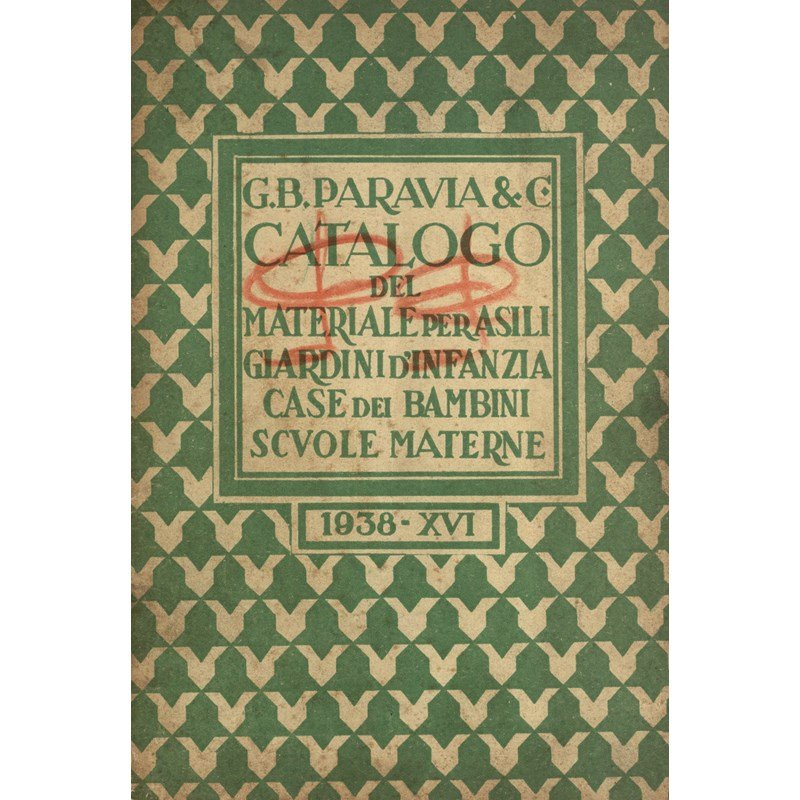 G.B. PARAVIA & C.
CATALOGO
DEL
MATERIALE PER ASILI
GIARDINI D'INFANZIA
CASE DEI BAMBINI
SCVOLE MATERNE
1938 - XVI